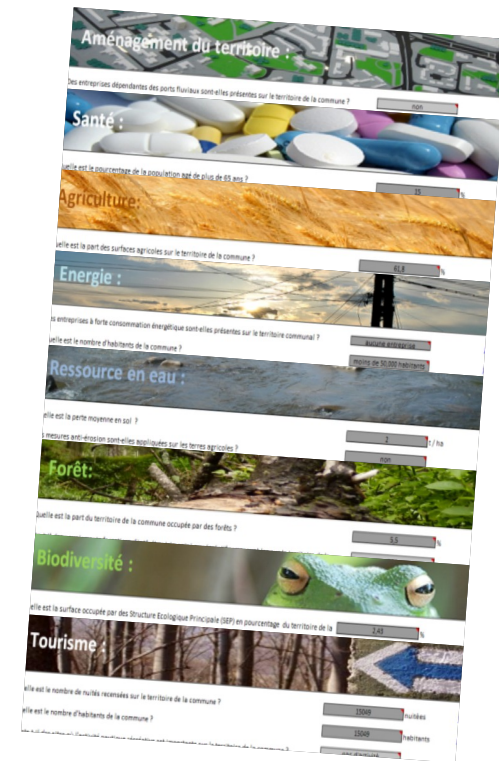 Aménagement du territoire :
Des entreprises dépendantes des ports fluviaux sont-elles présentes sur le territoire de la commune ? non
Santé :
uelle est le pourcentage de la population agé de plus de 65 ans ? 15 %
Agriculture:
uelle est la part des surfaces agricoles sur le territoire de la commune ? 61,8 %
Energie :
es entreprises à forte consommation énergétique sont-elles présentes sur le territoire communal ? aucune entreprise
uelle est le nombre d'habitants de la commune ? moins de 50.000 habitants
Ressource en eau :
elle est la perte moyenne en sol ? 2 t / ha
s mesures anti-érosion sont-elles appliquées sur les terres agricoles ? non
Forêt:
Quelle est la part du territoire de la commune occupée par des forêts ? 5,5 %
Biodiversité :
elle est la surface occupée par des Structure Ecologique Principale (SEP) en pourcentage du territoire de la 2,43 %
Tourisme :
elle est le nombre de nuités recensées sur le territoire de la commune ? 15049 nuitées
elle est le nombre d'habitants de la commune ? 15049 habitants